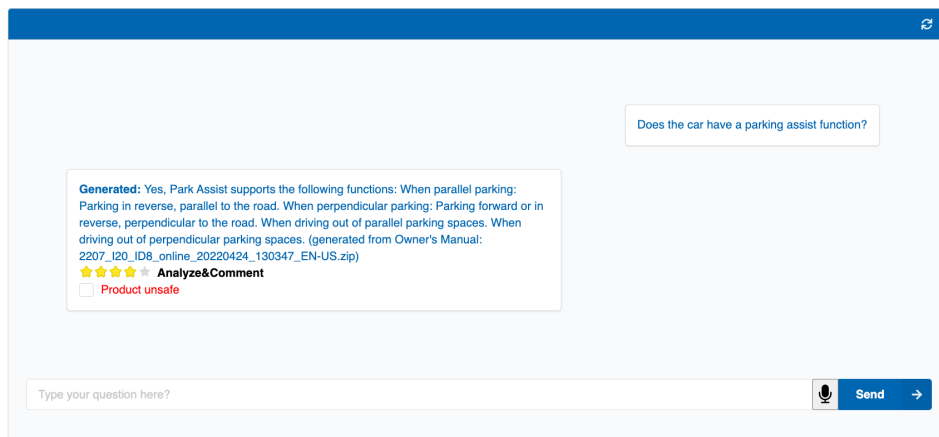 Does the car have a parking assist function?
Generated: Yes, Park Assist supports the following functions: When parallel parking:
Parking in reverse, parallel to the road. When perpendicular parking: Parking forward or in
reverse, perpendicular to the road. When driving out of parallel parking spaces. When
driving out of perpendicular parking spaces. (generated from Owner's Manual:
2207_I20_ID8_online_20220424_130347_EN-US.zip)
Analyze&Comment
Product unsafe
Type your question here?
Send